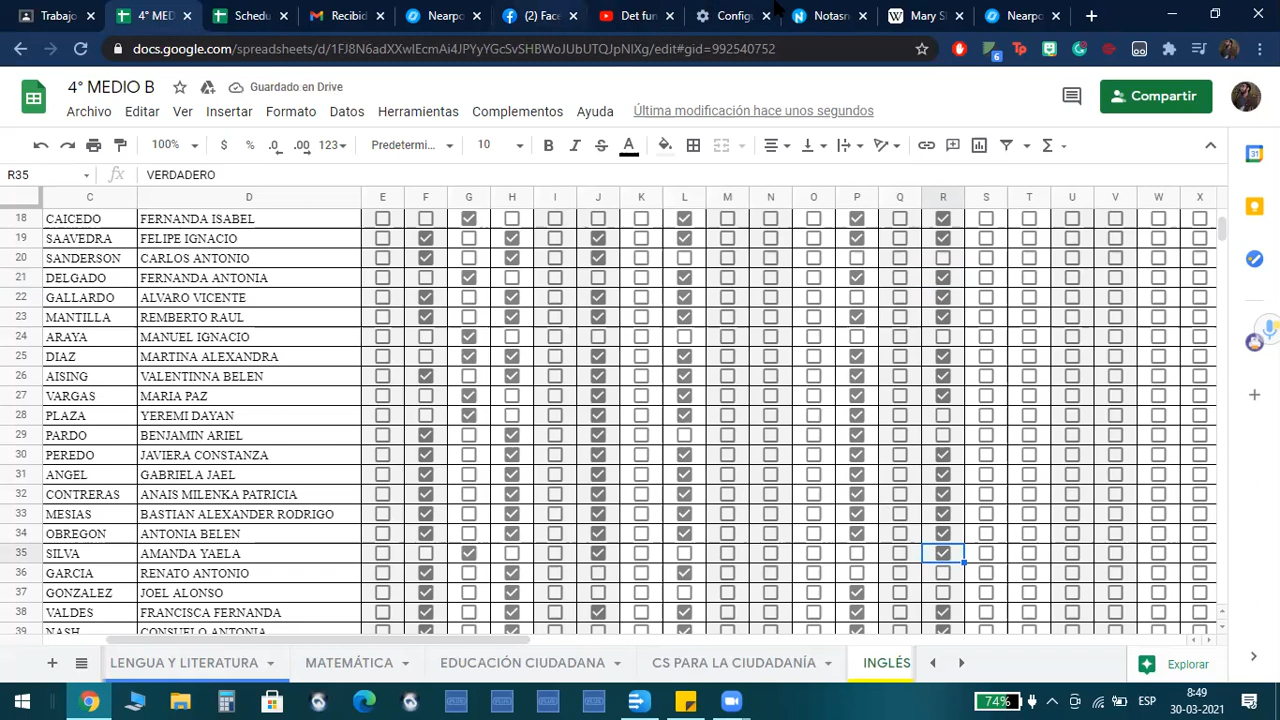 Trabajo
4° MED
Schedu
Recibid
Nearpo
(2) Face
Det fun
Configu
Notasn
Mary S
Nearpo
docs.google.com/spreadsheets/d/1FJ8N6adXXwIEcmAi4JPYyYGcSvSHBWoJUbUTQJpNIXg/edit#gid=992540752
6
4° MEDIO B
Guardado en Drive
Archivo Editar Ver Insertar Formato Datos Herramientas Complementos Ayuda Última modificación hace unos segundos
Compartir
100% $ % .0 .00 123 Predetermi... 10 B I S A
R35 fx VERDADERO
C D E F G H I J K L M N O P Q R S T U V W X
18 CAICEDO FERNANDA ISABEL
19 SAAVEDRA FELIPE IGNACIO
20 SANDERSON CARLOS ANTONIO
21 DELGADO FERNANDA ANTONIA
22 GALLARDO ALVARO VICENTE
23 MANTILLA REMBERTO RAUL
24 ARAYA MANUEL IGNACIO
25 DIAZ MARTINA ALEXANDRA
26 AISING VALENTINNA BELEN
27 VARGAS MARIA PAZ
28 PLAZA YEREMI DAYAN
29 PARDO BENJAMIN ARIEL
30 PEREDO JAVIERA CONSTANZA
31 ANGEL GABRIELA JAEL
32 CONTRERAS ANAIS MILENKA PATRICIA
33 MESIAS BASTIAN ALEXANDER RODRIGO
34 OBREGON ANTONIA BELEN
35 SILVA AMANDA YAELA
36 GARCIA RENATO ANTONIO
37 GONZALEZ JOEL ALONSO
38 VALDES FRANCISCA FERNANDA
39 NASH CONSUELO ANTONIA
LENGUA Y LITERATURA MATEMÁTICA EDUCACIÓN CIUDADANA CS PARA LA CIUDADANÍA INGLÉS
Explorar
74% ESP 8:49
30-03-2021